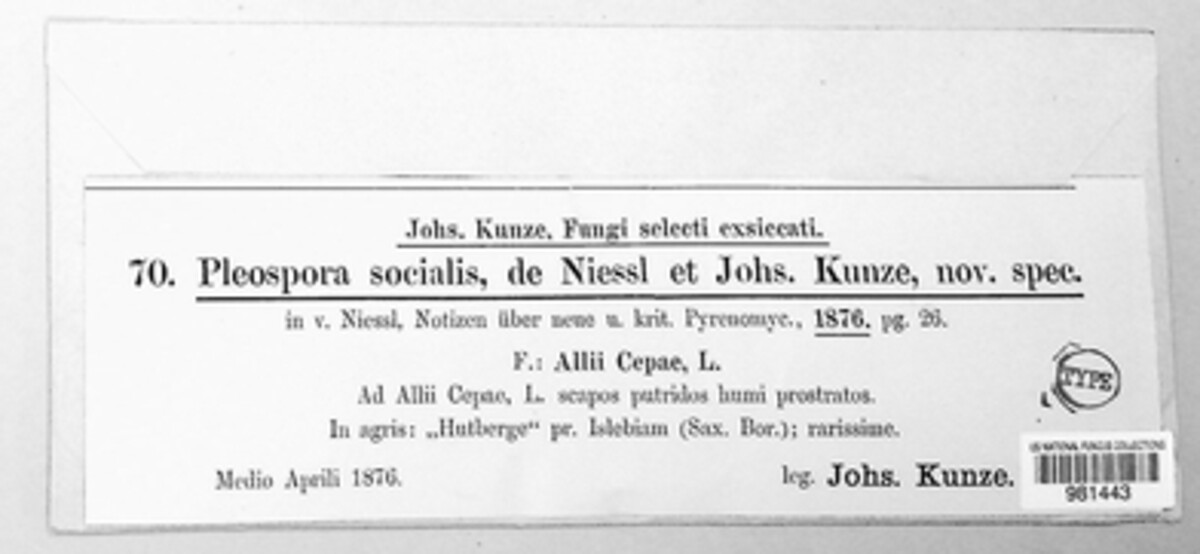 Johs. Kunze, Fungi selecti exsiccati.
70. Pleospora socialis, de Niessl et Johs. Kunze, nov. spec.
in v. Niessl, Notizen über neue u. krit. Pyrenomyc., 1876. pg. 26.
F.: Allii Cepae, L.
Ad Allii Cepae, L. scapos putridos humi prostratos.
TYPE
In agris: „Hutberge“ pr. Islebiam (Sax. Bor.); rarissime.
US NATIONAL FUNGUS COLLECTIONS
Medio Aprili 1876.
leg. Johs. Kunze.
981443